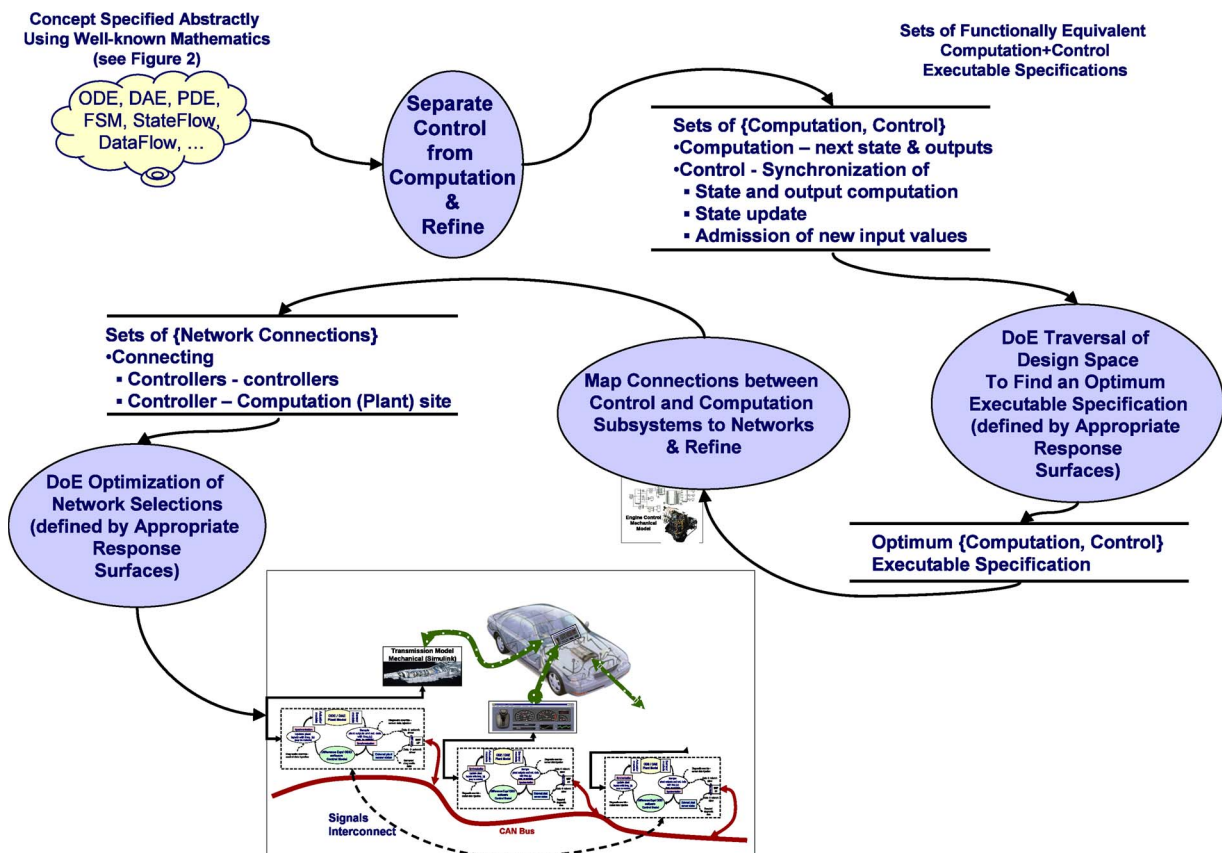 Concept Specified Abstractly
Using Well-known Mathematics
(see Figure 2)
ODE, DAE, PDE,
FSM, StateFlow,
DataFlow, ...
Separate
Control
from
Computation
&
Refine
Sets of Functionally Equivalent
Computation+Control
Executable Specifications
Sets of {Computation, Control}
•Computation – next state & outputs
•Control - Synchronization of
▪ State and output computation
▪ State update
▪ Admission of new input values
DoE Traversal of
Design Space
To Find an Optimum
Executable Specification
(defined by Appropriate
Response
Surfaces)
Optimum {Computation, Control}
Executable Specification
Map Connections between
Control and Computation
Subsystems to Networks
& Refine
Engine Control
Mechanical
Model
Sets of {Network Connections}
•Connecting
▪ Controllers - controllers
▪ Controller – Computation (Plant) site
DoE Optimization of
Network Selections
(defined by Appropriate
Response
Surfaces)
Transmission Model
Mechanical (Simulink)
Signals
Interconnect
CAN Bus